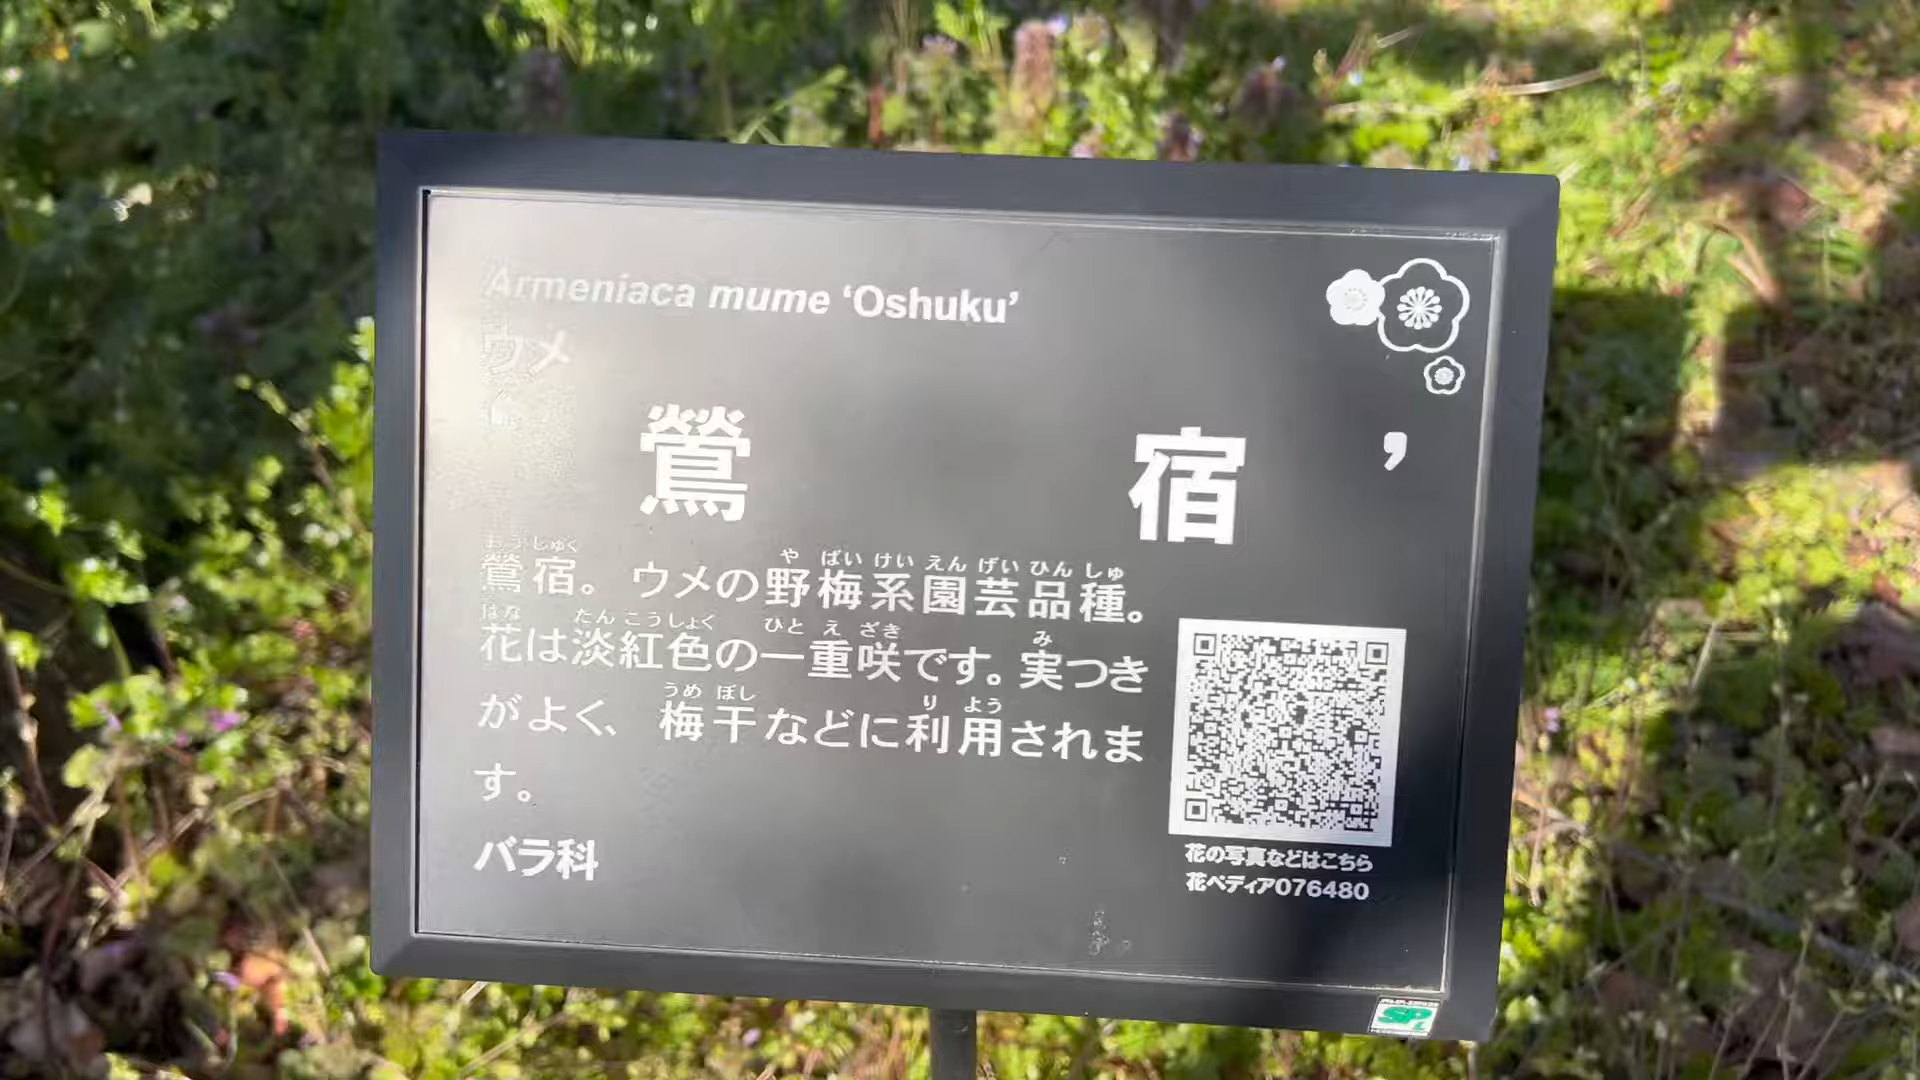 Armeniaca mume ‘Oshuku’
ウメ
‘鶯宿’
おうしゅく や ばい けい えん げい ひん しゅ
鶯宿。ウメの野梅系園芸品種。
はな たん こうしょく ひと え ざき み
花は淡紅色の一重咲です。実つき
うめ ぼし り よう
がよく、梅干などに利用されま
す。
バラ科
花の写真などはこちら
花ペディア076480
SPL